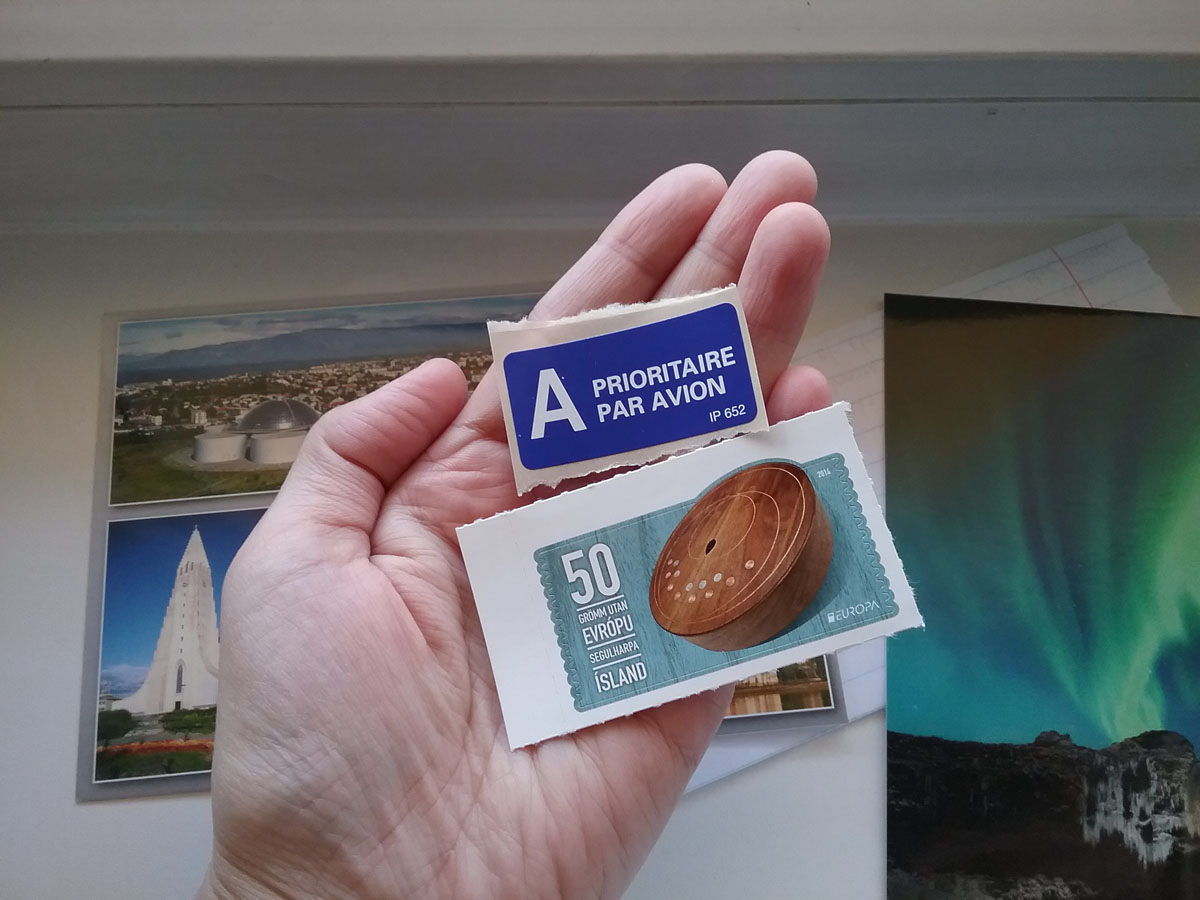 A
PRIORITAIRE
PAR AVION
IP 652
2014
50
GRÖMM UTAN
EVRÓPU
SEGULHARPA
ÍSLAND
EUROPA